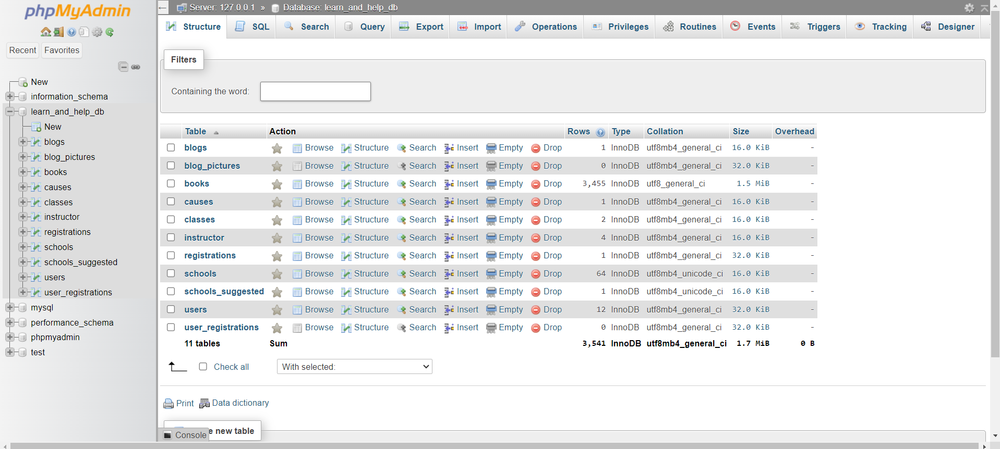 phpMyAdmin
Recent Favorites
New
information_schema
learn_and_help_db
New
blogs
blog_pictures
books
causes
classes
instructor
registrations
schools
schools_suggested
users
user_registrations
mysql
performance_schema
phpmyadmin
test
Server: 127.0.0.1 » Database: learn_and_help_db
Structure SQL Search Query Export Import Operations Privileges Routines Events Triggers Tracking Designer
Filters
Containing the word:
Table Action Rows Type Collation Size Overhead
blogs Browse Structure Search Insert Empty Drop 1 InnoDB utf8mb4_general_ci 16.0 KiB -
blog_pictures Browse Structure Search Insert Empty Drop 0 InnoDB utf8mb4_general_ci 32.0 KiB -
books Browse Structure Search Insert Empty Drop 3,455 InnoDB utf8_general_ci 1.5 MiB -
causes Browse Structure Search Insert Empty Drop 1 InnoDB utf8mb4_general_ci 16.0 KiB -
classes Browse Structure Search Insert Empty Drop 2 InnoDB utf8mb4_general_ci 16.0 KiB -
instructor Browse Structure Search Insert Empty Drop 4 InnoDB utf8mb4_general_ci 16.0 KiB -
registrations Browse Structure Search Insert Empty Drop 1 InnoDB utf8mb4_general_ci 32.0 KiB -
schools Browse Structure Search Insert Empty Drop 64 InnoDB utf8mb4_unicode_ci 16.0 KiB -
schools_suggested Browse Structure Search Insert Empty Drop 1 InnoDB utf8mb4_unicode_ci 16.0 KiB -
users Browse Structure Search Insert Empty Drop 12 InnoDB utf8mb4_general_ci 32.0 KiB -
user_registrations Browse Structure Search Insert Empty Drop 0 InnoDB utf8mb4_general_ci 32.0 KiB -
11 tables Sum 3,541 InnoDB utf8mb4_general_ci 1.7 MiB 0 B
Check all With selected:
Print Data dictionary
e new table
Console